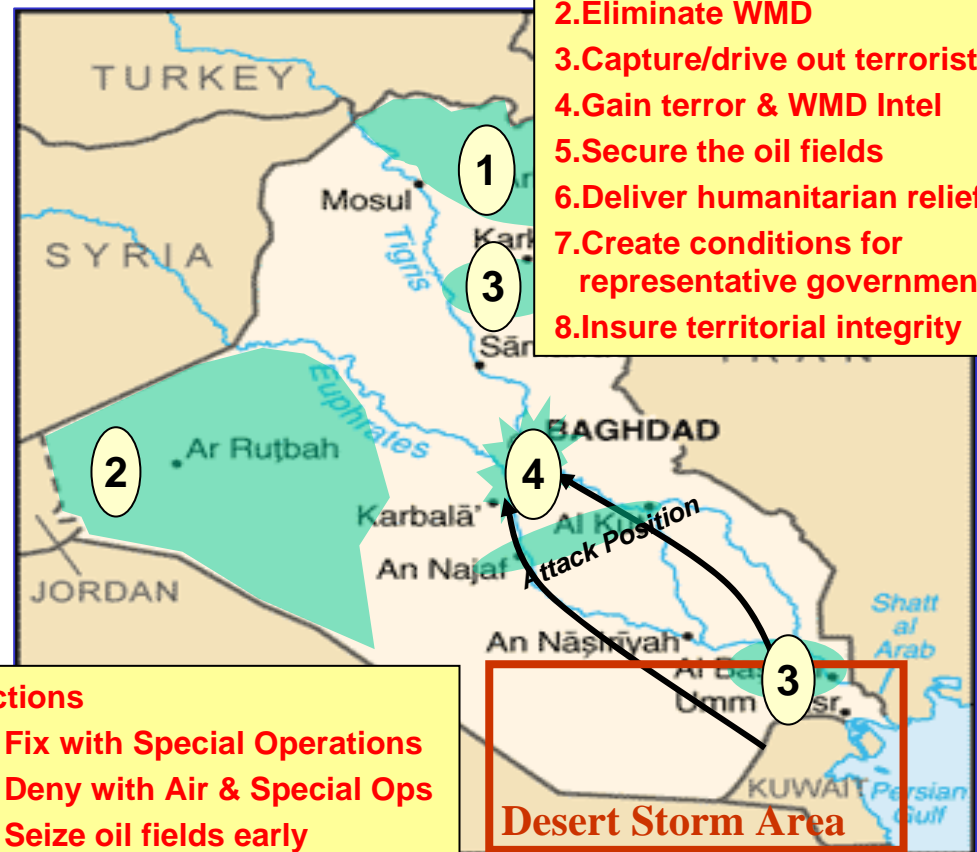 2.Eliminate WMD
3.Capture/drive out terrorist
4.Gain terror & WMD Intel
5.Secure the oil fields
6.Deliver humanitarian relief
7.Create conditions for
representative governmen
8.Insure territorial integrity
TURKEY
1
Mosul
Tigris
SYRIA
3
Euphrates
BAGHDAD
Ar Ruţbah
2
4
Karbalā’
Attack Position
An Najaf
JORDAN
Shatt
al
Arab
An Nāşirīyah
3
Umm
KUWAIT
Persian
Gulf
Desert Storm Area
ctions
Fix with Special Operations
Deny with Air & Special Ops
Seize oil fields early